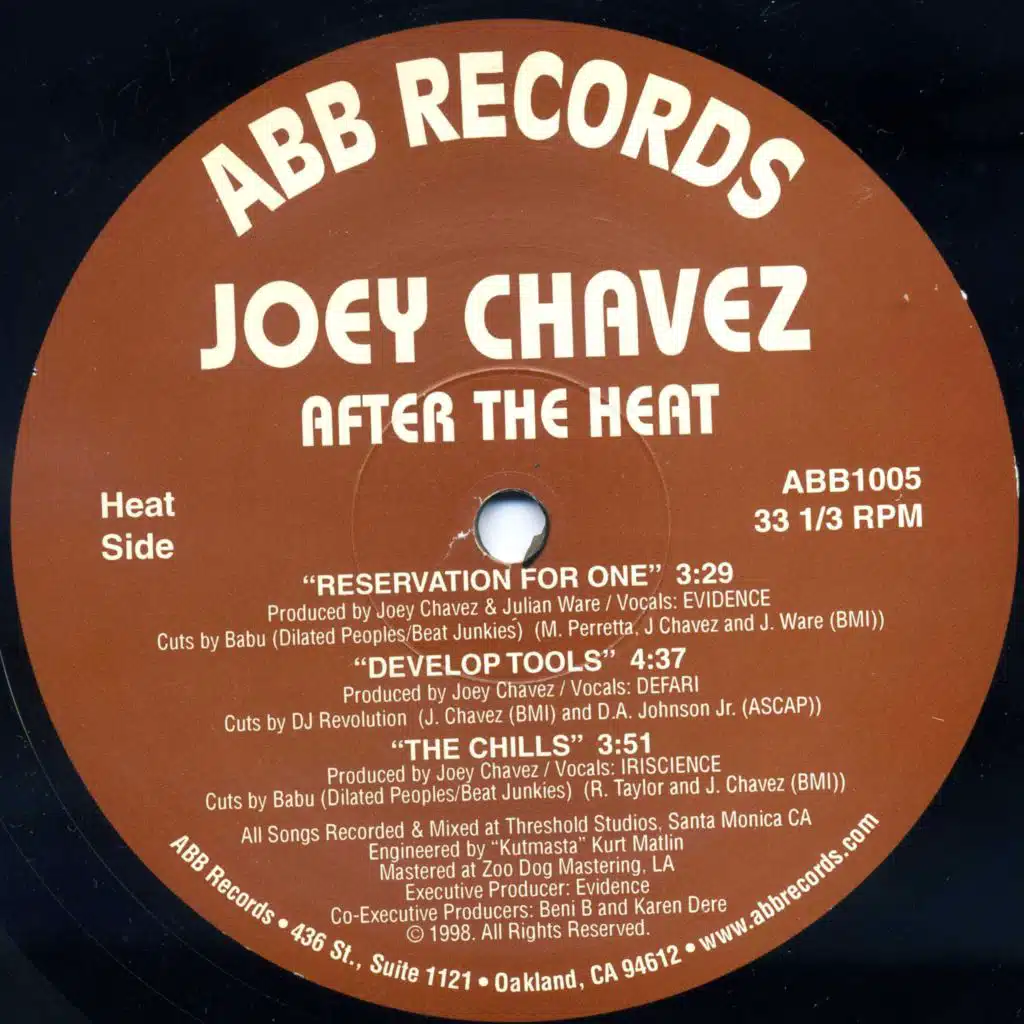 ABB RECORDS
JOEY CHAVEZ
AFTER THE HEAT
Heat
Side
ABB1005
33 1/3 RPM
“RESERVATION FOR ONE” 3:29
Produced by Joey Chavez & Julian Ware / Vocals: EVIDENCE
Cuts by Babu (Dilated Peoples/Beat Junkies) (M. Perretta, J Chavez and J. Ware (BMI))
“DEVELOP TOOLS” 4:37
Produced by Joey Chavez / Vocals: DEFARI
Cuts by DJ Revolution (J. Chavez (BMI) and D.A. Johnson Jr. (ASCAP))
“THE CHILLS” 3:51
Produced by Joey Chavez / Vocals: IRISCIENCE
Cuts by Babu (Dilated Peoples/Beat Junkies) (R. Taylor and J. Chavez (BMI))
All Songs Recorded & Mixed at Threshold Studios, Santa Monica CA
Engineered by “Kutmasta” Kurt Matlin
Mastered at Zoo Dog Mastering, LA
Executive Producer: Evidence
Co-Executive Producers: Beni B and Karen Dere
© 1998. All Rights Reserved.
ABB Records • 436 St., Suite 1121 • Oakland, CA 94612 • www.abbrecords.com